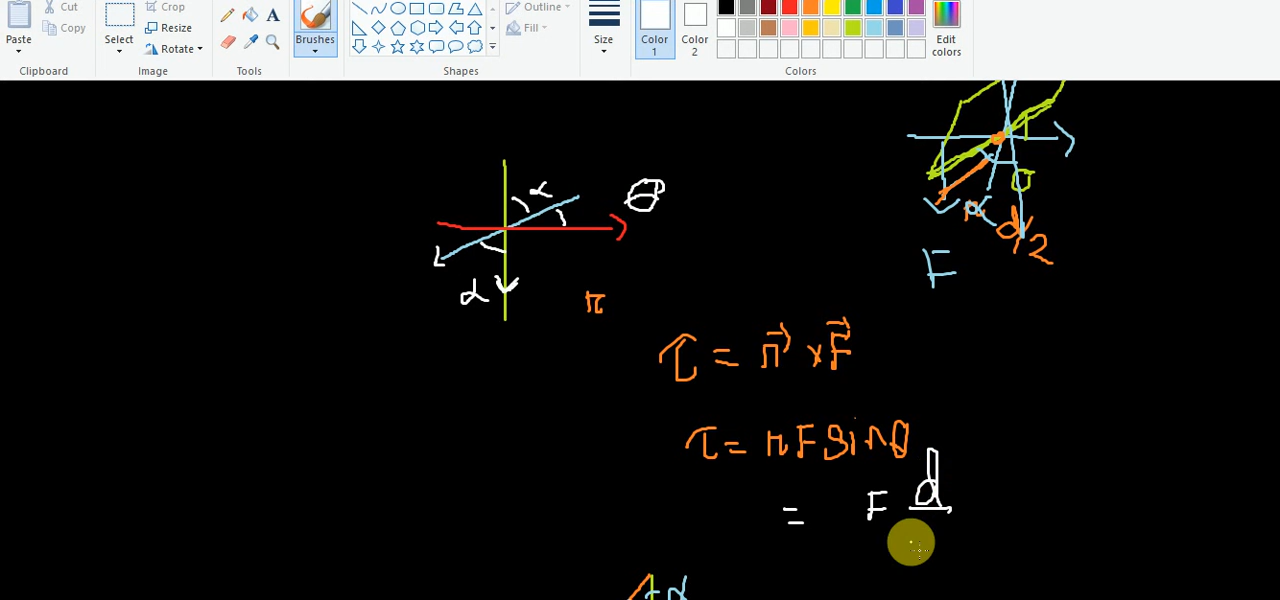 Cut
Crop
Outline
Paste
Copy
Select
Resize
Rotate
Brushes
Fill
Size
Color 1
Color 2
Edit colors
Clipboard
Image
Tools
Shapes
Colors
α
θ
α
d/2
F
τ = r⃗ × F⃗
τ = rF sinθ
= F d
α